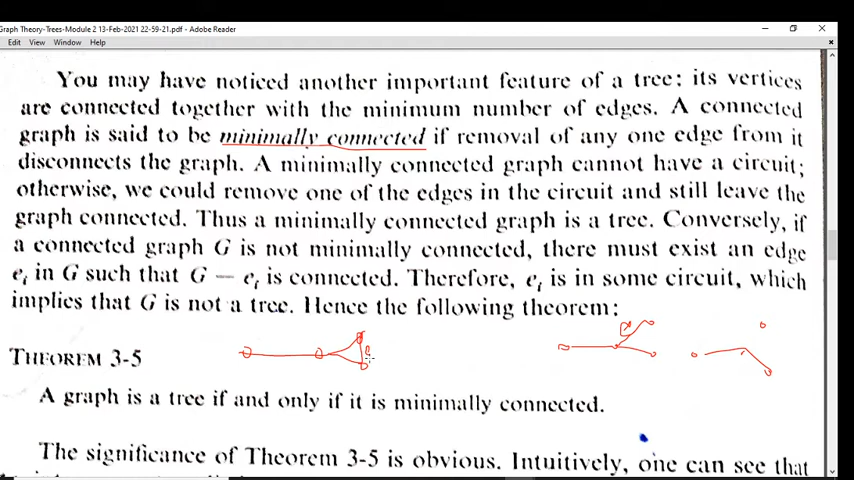 Graph Theory-Trees-Module 2 13-Feb-2021 22-59-21.pdf - Adobe Reader
Edit View Window Help
You may have noticed another important feature of a tree: its vertices
are connected together with the minimum number of edges. A connected
graph is said to be minimally connected if removal of any one edge from it
disconnects the graph. A minimally connected graph cannot have a circuit;
otherwise, we could remove one of the edges in the circuit and still leave the
graph connected. Thus a minimally connected graph is a tree. Conversely, if
a connected graph G is not minimally connected, there must exist an edge
eᵢ in G such that G − eᵢ is connected. Therefore, eᵢ is in some circuit, which
implies that G is not a tree. Hence the following theorem:
THEOREM 3-5
A graph is a tree if and only if it is minimally connected.
The significance of Theorem 3-5 is obvious. Intuitively, one can see that